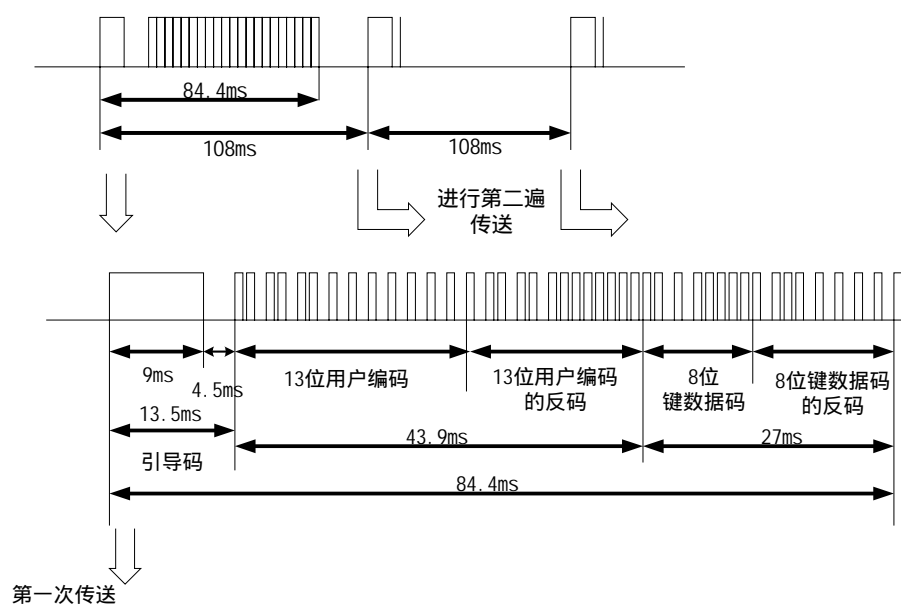 84.4ms
108ms
108ms
进行第二遍
传送
9ms
4.5ms
13位用户编码
13位用户编码
的反码
8位
键数据码
8位键数据码
的反码
13.5ms
43.9ms
27ms
引导码
84.4ms
第一次传送